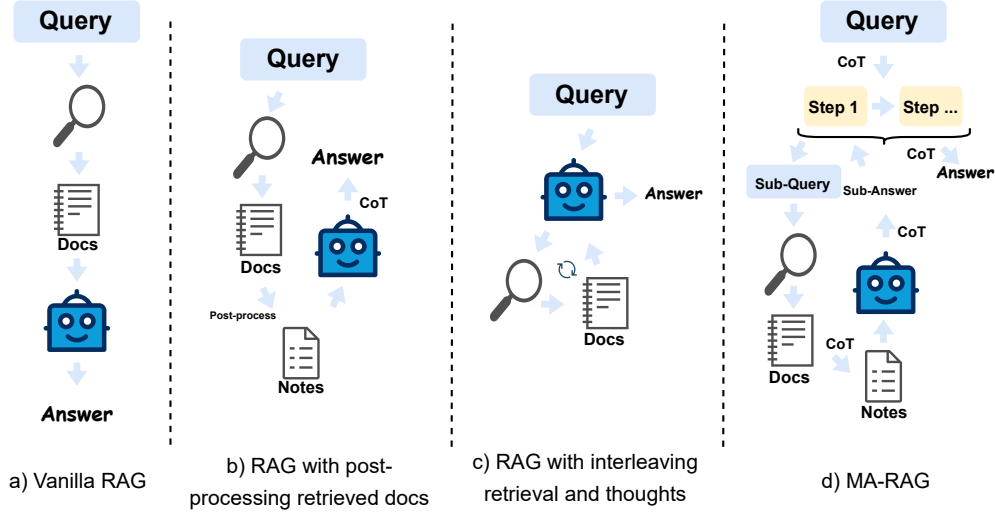 Query
Docs
Answer
a) Vanilla RAG
Query
Answer
CoT
Docs
Post-process
Notes
b) RAG with post-
processing retrieved docs
Query
Answer
Docs
c) RAG with interleaving
retrieval and thoughts
Query
CoT
Step 1
Step ...
CoT
Answer
Sub-Query
Sub-Answer
CoT
Docs
CoT
Notes
d) MA-RAG